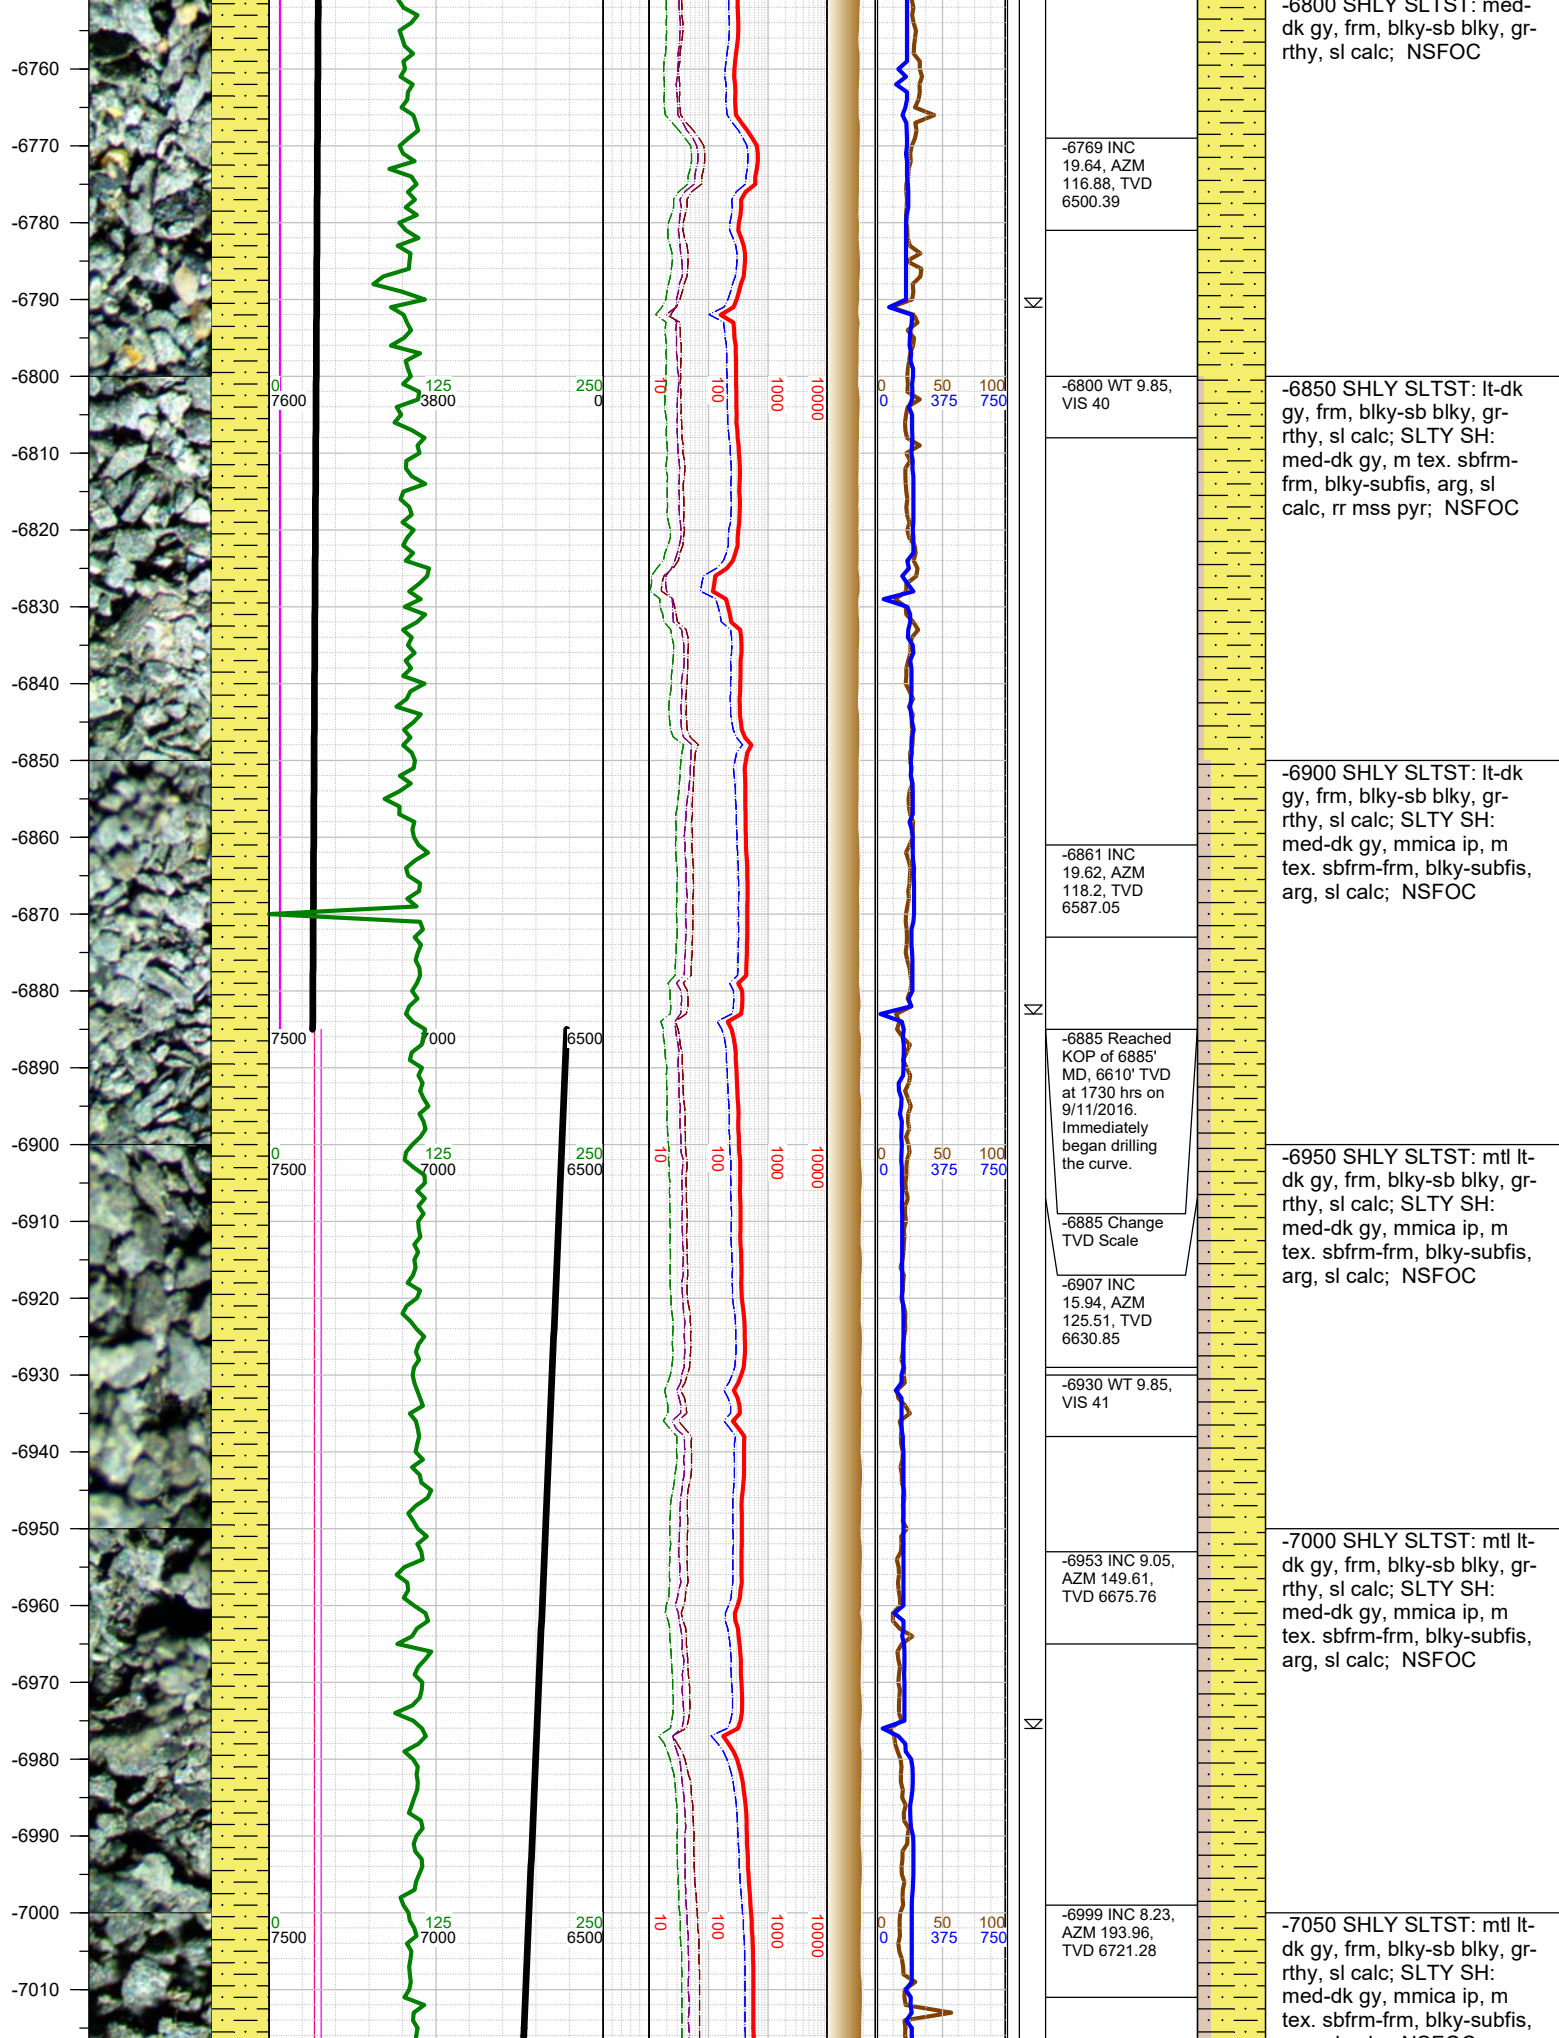 -6800 SHLY SLTST: med-
dk gy, frm, blky-sb blky, gr-
rthy, sl calc;  NSFOC
-6760
-6770
-6769 INC
19.64, AZM
116.88, TVD
6500.39
-6780
-6790
-6800
0 125 250
7600 3800 0
10 100 1000 10000
0 50 100
0 375 750
-6800 WT 9.85,
VIS 40
-6850 SHLY SLTST: lt-dk
gy, frm, blky-sb blky, gr-
rthy, sl calc; SLTY SH:
med-dk gy, m tex. sbfrm-
frm, blky-subfis, arg, sl
calc, rr mss pyr;  NSFOC
-6810
-6820
-6830
-6840
-6850
-6900 SHLY SLTST: lt-dk
gy, frm, blky-sb blky, gr-
rthy, sl calc; SLTY SH:
med-dk gy, mmica ip, m
tex. sbfrm-frm, blky-subfis,
arg, sl calc;  NSFOC
-6860
-6861 INC
19.62, AZM
118.2, TVD
6587.05
-6870
-6880
7500 7000 6500
-6885 Reached
KOP of 6885'
MD, 6610' TVD
at 1730 hrs on
9/11/2016.
Immediately
began drilling
the curve.
-6890
-6900
0 125 250
7500 7000 6500
10 100 1000 10000
0 50 100
0 375 750
-6950 SHLY SLTST: mtl lt-
dk gy, frm, blky-sb blky, gr-
rthy, sl calc; SLTY SH:
med-dk gy, mmica ip, m
tex. sbfrm-frm, blky-subfis,
arg, sl calc;  NSFOC
-6910
-6885 Change
TVD Scale
-6907 INC
15.94, AZM
125.51, TVD
6630.85
-6920
-6930
-6930 WT 9.85,
VIS 41
-6940
-6950
-7000 SHLY SLTST: mtl lt-
dk gy, frm, blky-sb blky, gr-
rthy, sl calc; SLTY SH:
med-dk gy, mmica ip, m
tex. sbfrm-frm, blky-subfis,
arg, sl calc;  NSFOC
-6953 INC 9.05,
AZM 149.61,
TVD 6675.76
-6960
-6970
-6980
-6990
-7000
0 125 250
7500 7000 6500
10 100 1000 10000
0 50 100
0 375 750
-6999 INC 8.23,
AZM 193.96,
TVD 6721.28
-7050 SHLY SLTST: mtl lt-
dk gy, frm, blky-sb blky, gr-
rthy, sl calc; SLTY SH:
med-dk gy, mmica ip, m
tex. sbfrm-frm, blky-subfis,
-7010